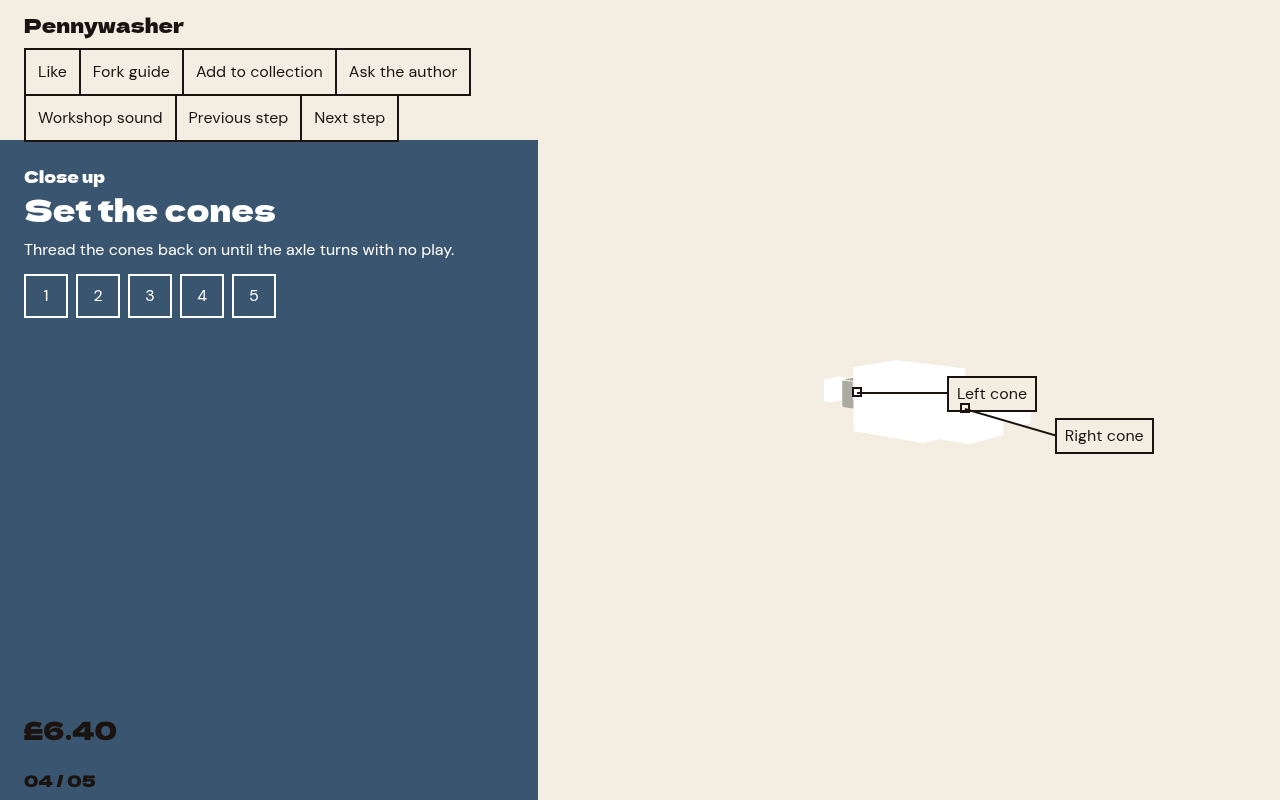 Pennywasher
Like Fork guide Add to collection Ask the author
Workshop sound Previous step Next step
Close up
Set the cones
Thread the cones back on until the axle turns with no play.
1 2 3 4 5
Left cone
Right cone
£6.40
04 / 05